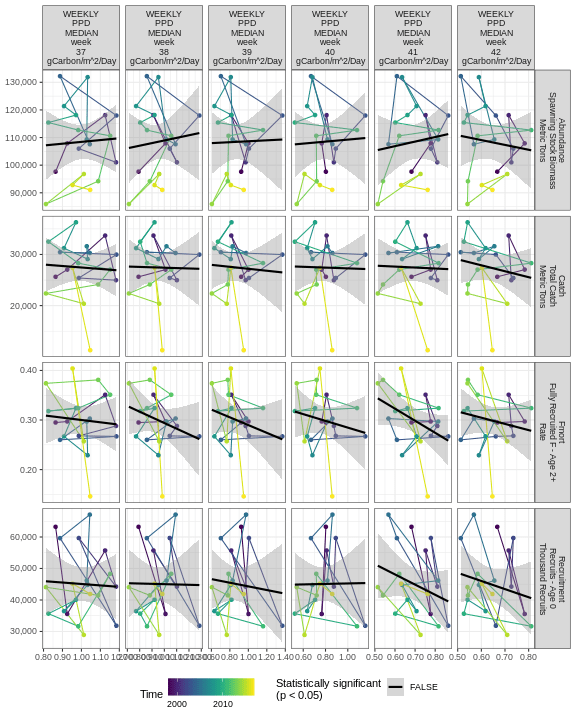 WEEKLY
PPD
MEDIAN
week
37
gCarbon/m^2/Day
WEEKLY
PPD
MEDIAN
week
38
gCarbon/m^2/Day
WEEKLY
PPD
MEDIAN
week
39
gCarbon/m^2/Day
WEEKLY
PPD
MEDIAN
week
40
gCarbon/m^2/Day
WEEKLY
PPD
MEDIAN
week
41
gCarbon/m^2/Day
WEEKLY
PPD
MEDIAN
week
42
gCarbon/m^2/Day
130,000
120,000
110,000
100,000
90,000
Abundance
Spawning Stock Biomass
Metric Tons
30,000
20,000
Catch
Total Catch
Metric Tons
0.40
0.30
0.20
Fmort
Fully Recruited F - Age 2+
Rate
60,000
50,000
40,000
30,000
Recruitment
Recruits - Age 0
Thousand Recruits
0.80 0.90 1.00 1.10
0.80 1.00 1.20 1.40
0.60 0.80 1.00
0.50 0.60 0.70 0.80
0.50 0.60 0.70 0.80
Time
2000 2010
Statistically significant
(p < 0.05)
FALSE